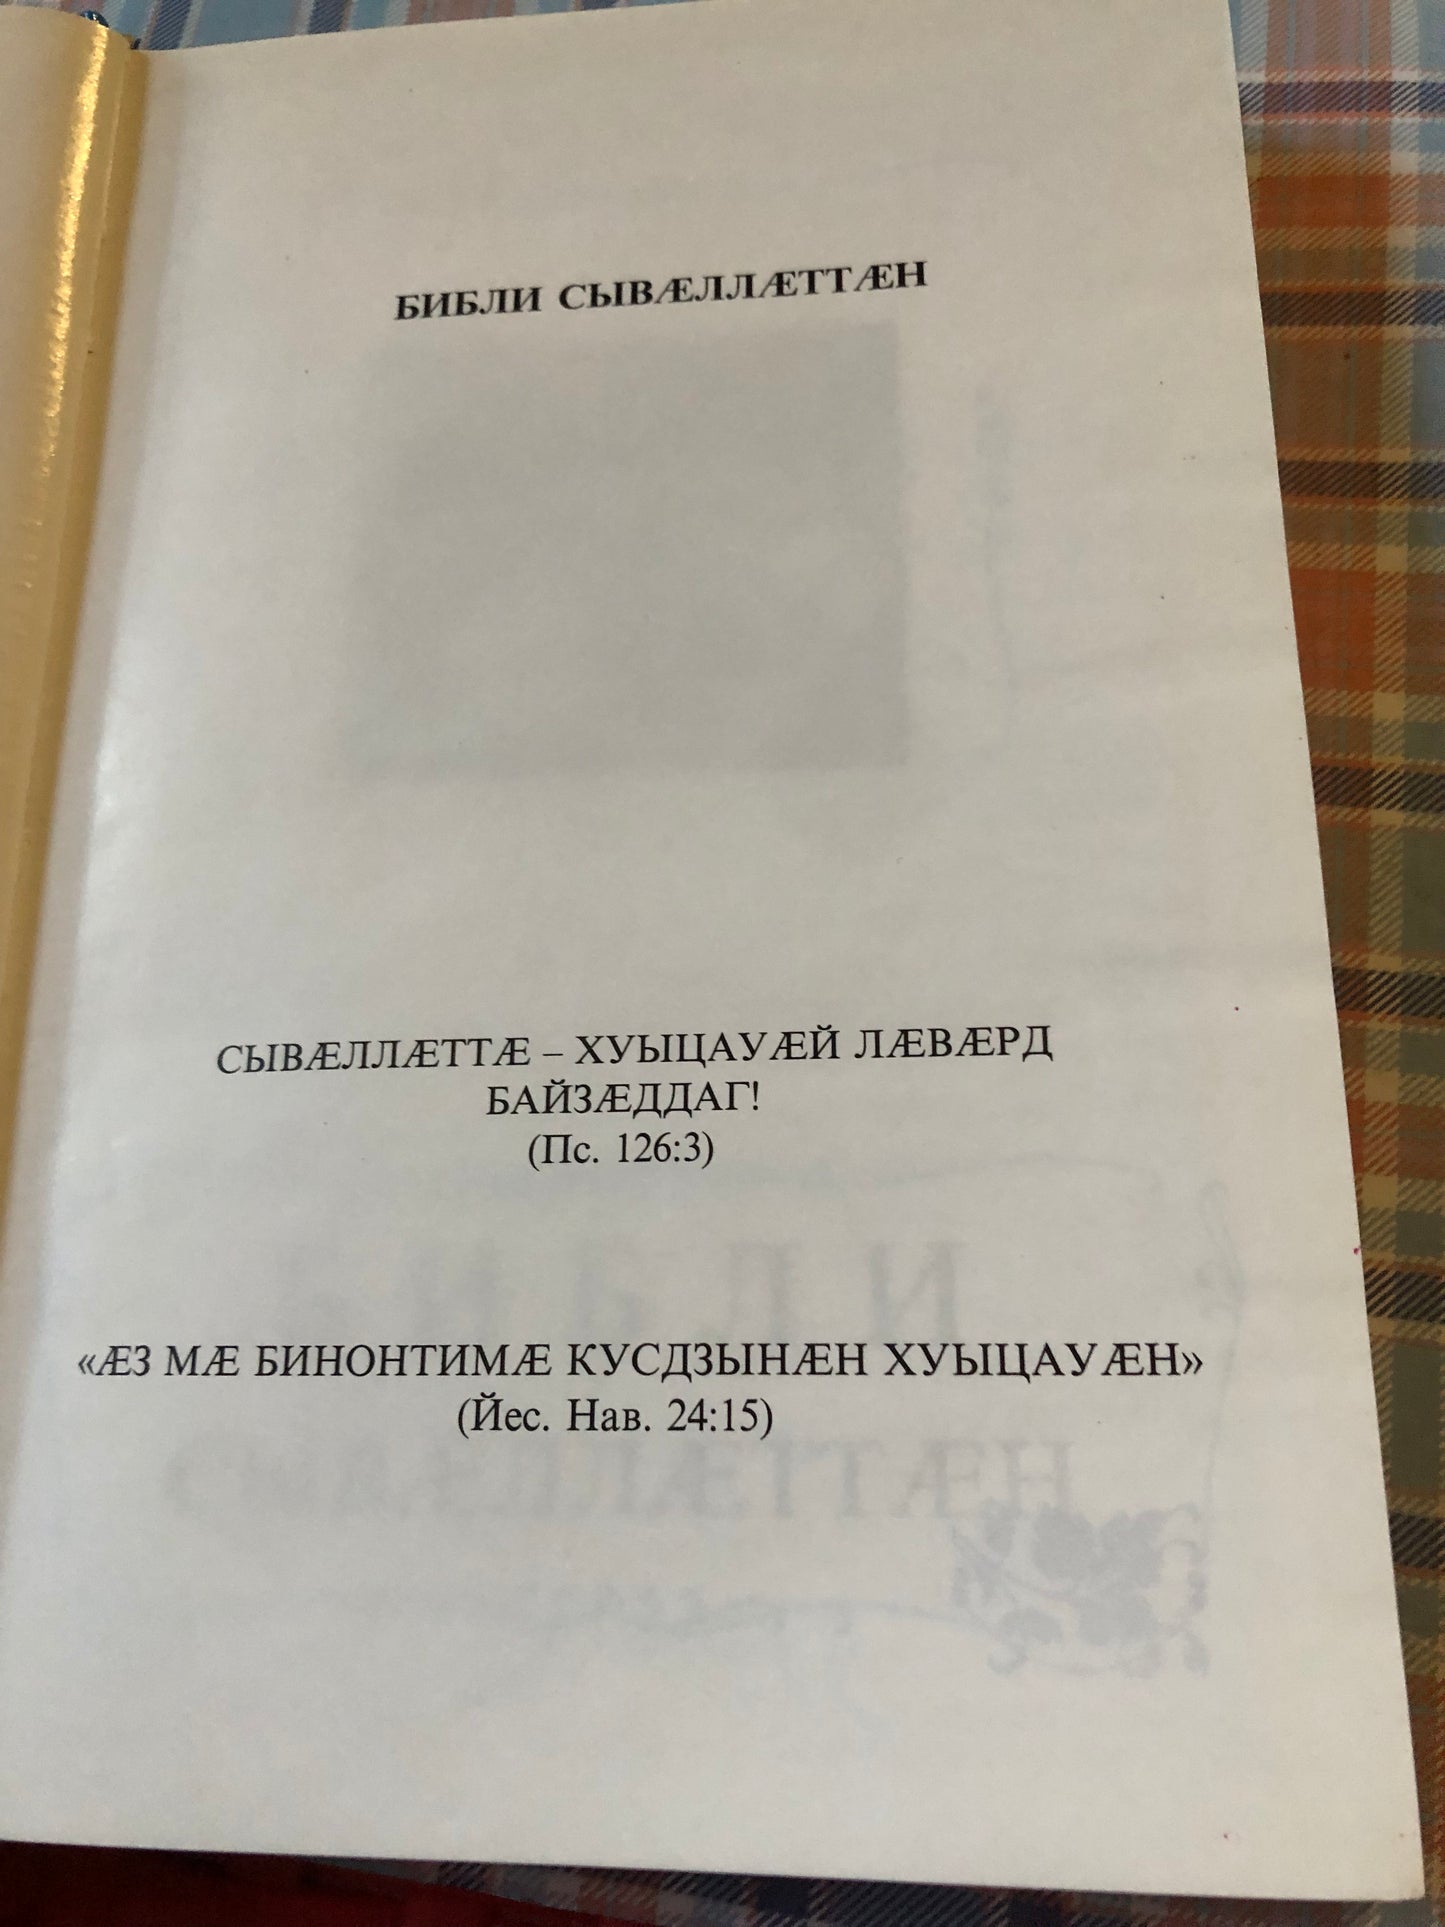 БИБЛИ СЫВÆЛЛÆТТÆН
СЫВÆЛЛÆТТÆ – ХУЫЦАУÆЙ ЛÆВÆРД
БАЙЗÆДДАГ!
(Пс. 126:3)
«ÆЗ МÆ БИНОНТИМÆ КУСДЗЫНÆН ХУЫЦАУÆН»
(Йес. Нав. 24:15)